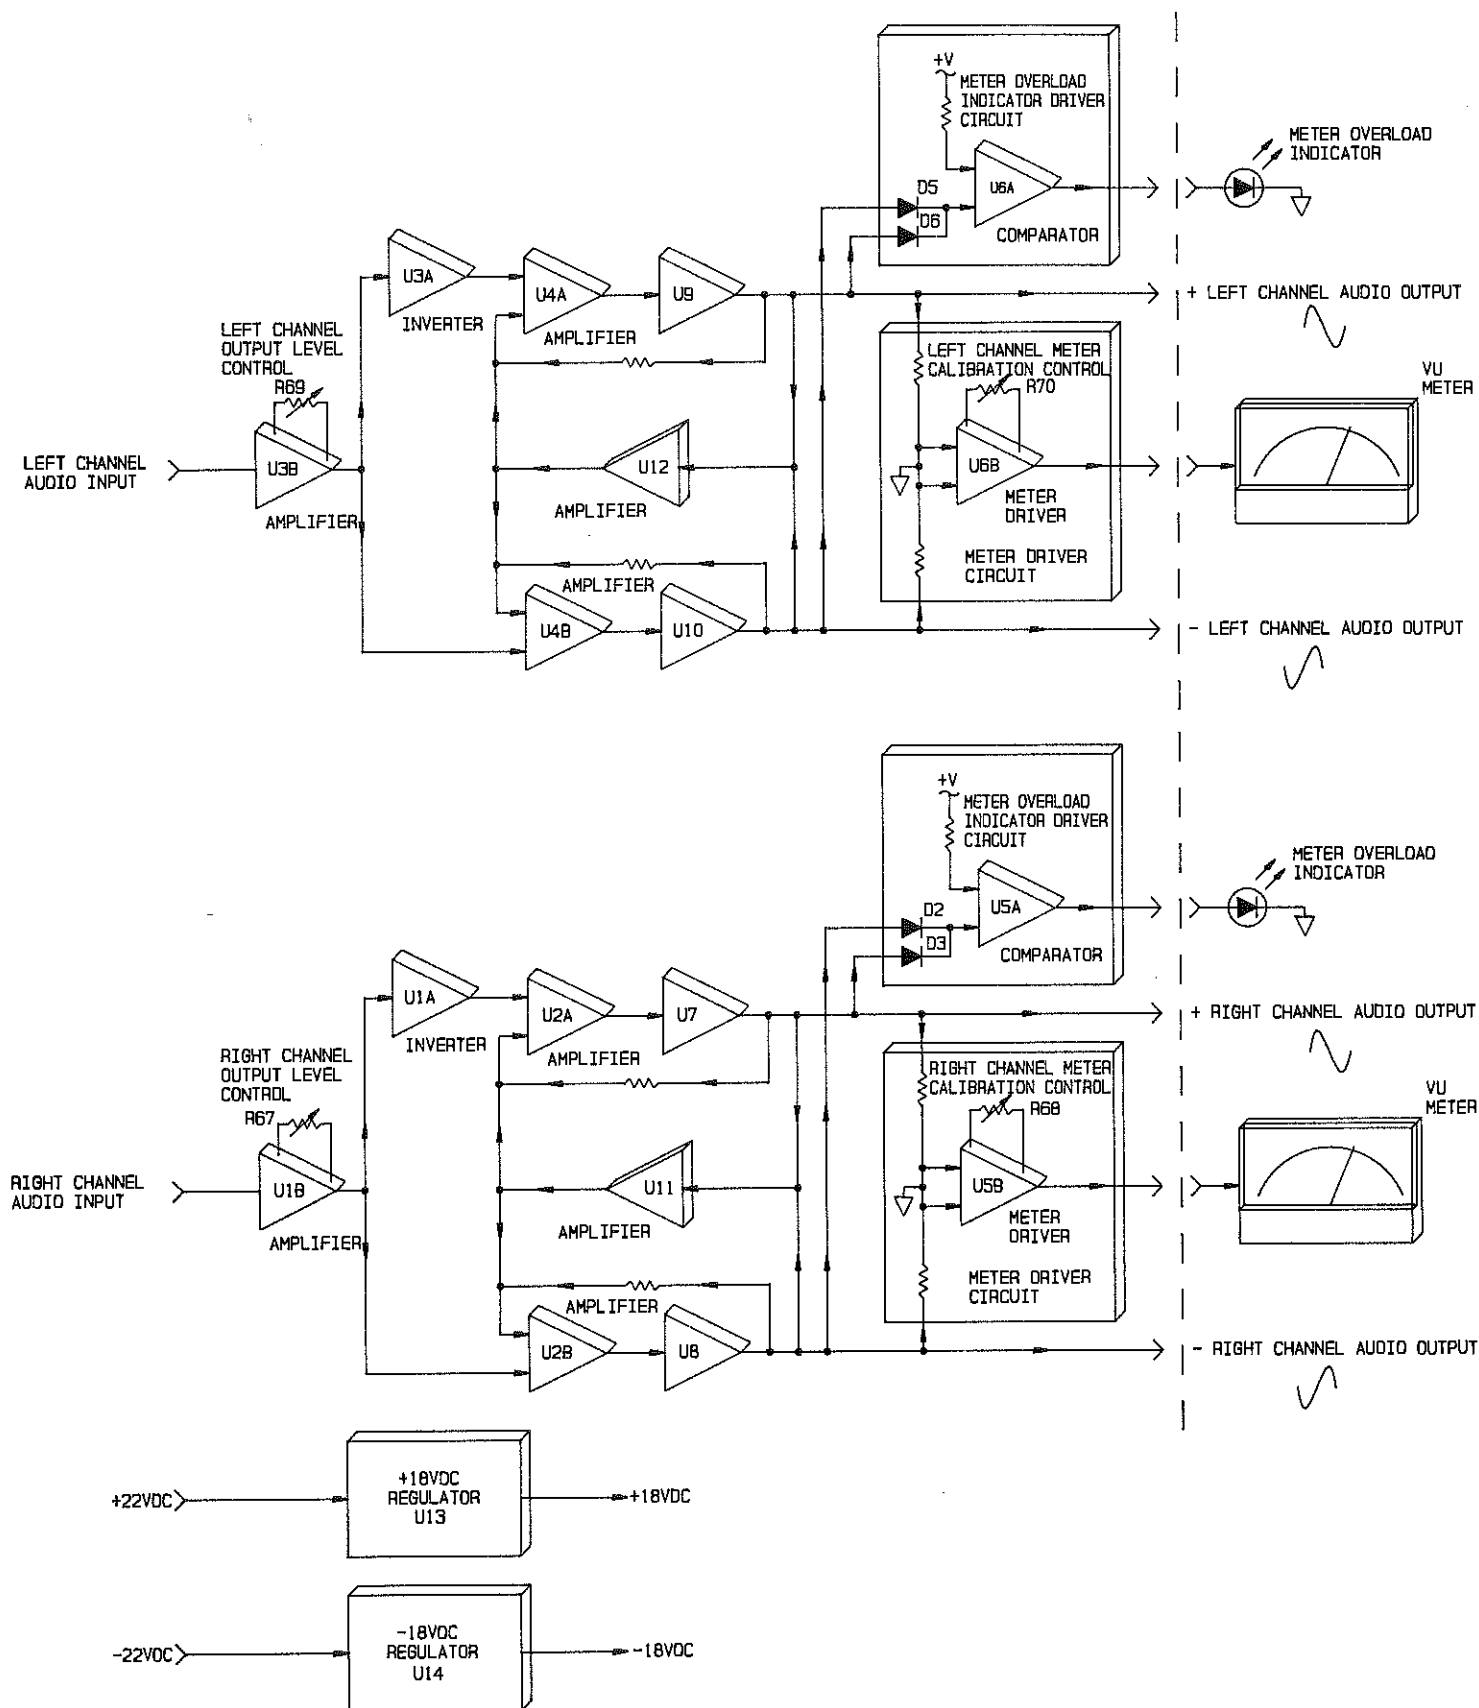 +V
METER OVERLOAD
INDICATOR DRIVER
CIRCUIT
U6A
D5
D6
COMPARATOR
METER OVERLOAD
INDICATOR
U3A
INVERTER
U4A
AMPLIFIER
U9
+ LEFT CHANNEL AUDIO OUTPUT
LEFT CHANNEL
OUTPUT LEVEL
CONTROL
R69
LEFT CHANNEL METER
CALIBRATION CONTROL
R70
VU
METER
LEFT CHANNEL
AUDIO INPUT
U3B
AMPLIFIER
U12
AMPLIFIER
U6B
METER
DRIVER
METER DRIVER
CIRCUIT
AMPLIFIER
U4B
U10
- LEFT CHANNEL AUDIO OUTPUT
+V
METER OVERLOAD
INDICATOR DRIVER
CIRCUIT
U5A
D2
D3
COMPARATOR
METER OVERLOAD
INDICATOR
U1A
INVERTER
U2A
AMPLIFIER
U7
+ RIGHT CHANNEL AUDIO OUTPUT
RIGHT CHANNEL
OUTPUT LEVEL
CONTROL
R67
RIGHT CHANNEL METER
CALIBRATION CONTROL
R68
VU
METER
RIGHT CHANNEL
AUDIO INPUT
U1B
AMPLIFIER
U11
AMPLIFIER
U5B
METER
DRIVER
METER DRIVER
CIRCUIT
AMPLIFIER
U2B
U8
- RIGHT CHANNEL AUDIO OUTPUT
+22VDC
+18VDC
REGULATOR
U13
+18VDC
-22VDC
-18VDC
REGULATOR
U14
-18VDC